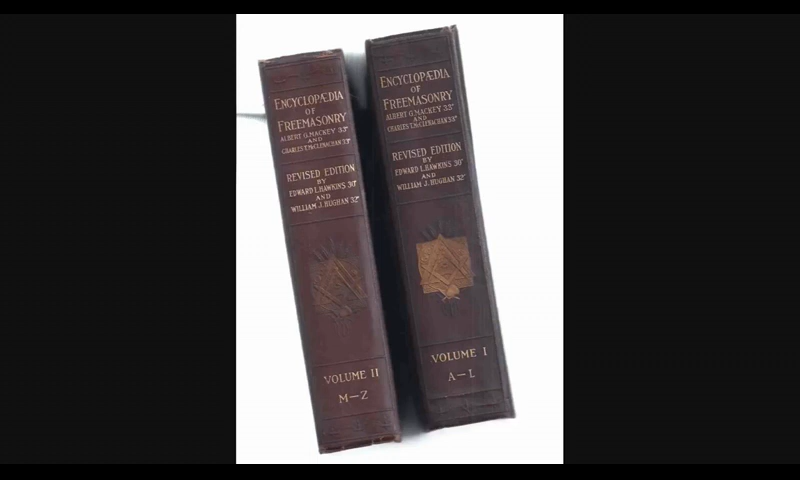 ENCYCLOPÆDIA
OF
FREEMASONRY
ALBERT G. MACKEY 33°
AND
CHARLES T. McCLENACHAN 33°
REVISED EDITION
BY
EDWARD L. HAWKINS 30°
AND
WILLIAM J. HUGHAN 32°
VOLUME II
M—Z
ENCYCLOPÆDIA
OF
FREEMASONRY
ALBERT G. MACKEY 33°
AND
CHARLES T. McCLENACHAN 33°
REVISED EDITION
BY
EDWARD L. HAWKINS 30°
AND
WILLIAM J. HUGHAN 32°
VOLUME I
A—L